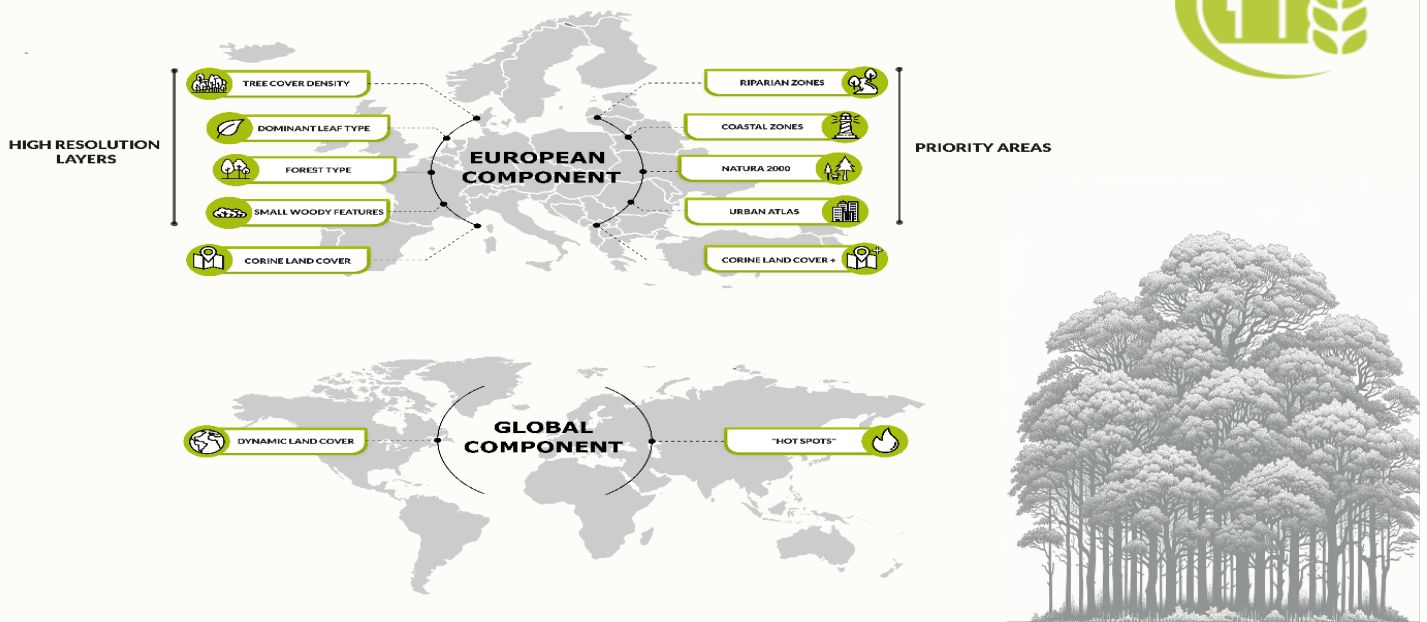 HIGH RESOLUTION
LAYERS
TREE COVER DENSITY
DOMINANT LEAF TYPE
FOREST TYPE
SMALL WOODY FEATURES
CORINE LAND COVER
EUROPEAN
COMPONENT
RIPARIAN ZONES
COASTAL ZONES
NATURA 2000
URBAN ATLAS
CORINE LAND COVER +
PRIORITY AREAS
DYNAMIC LAND COVER
GLOBAL
COMPONENT
"HOT SPOTS"